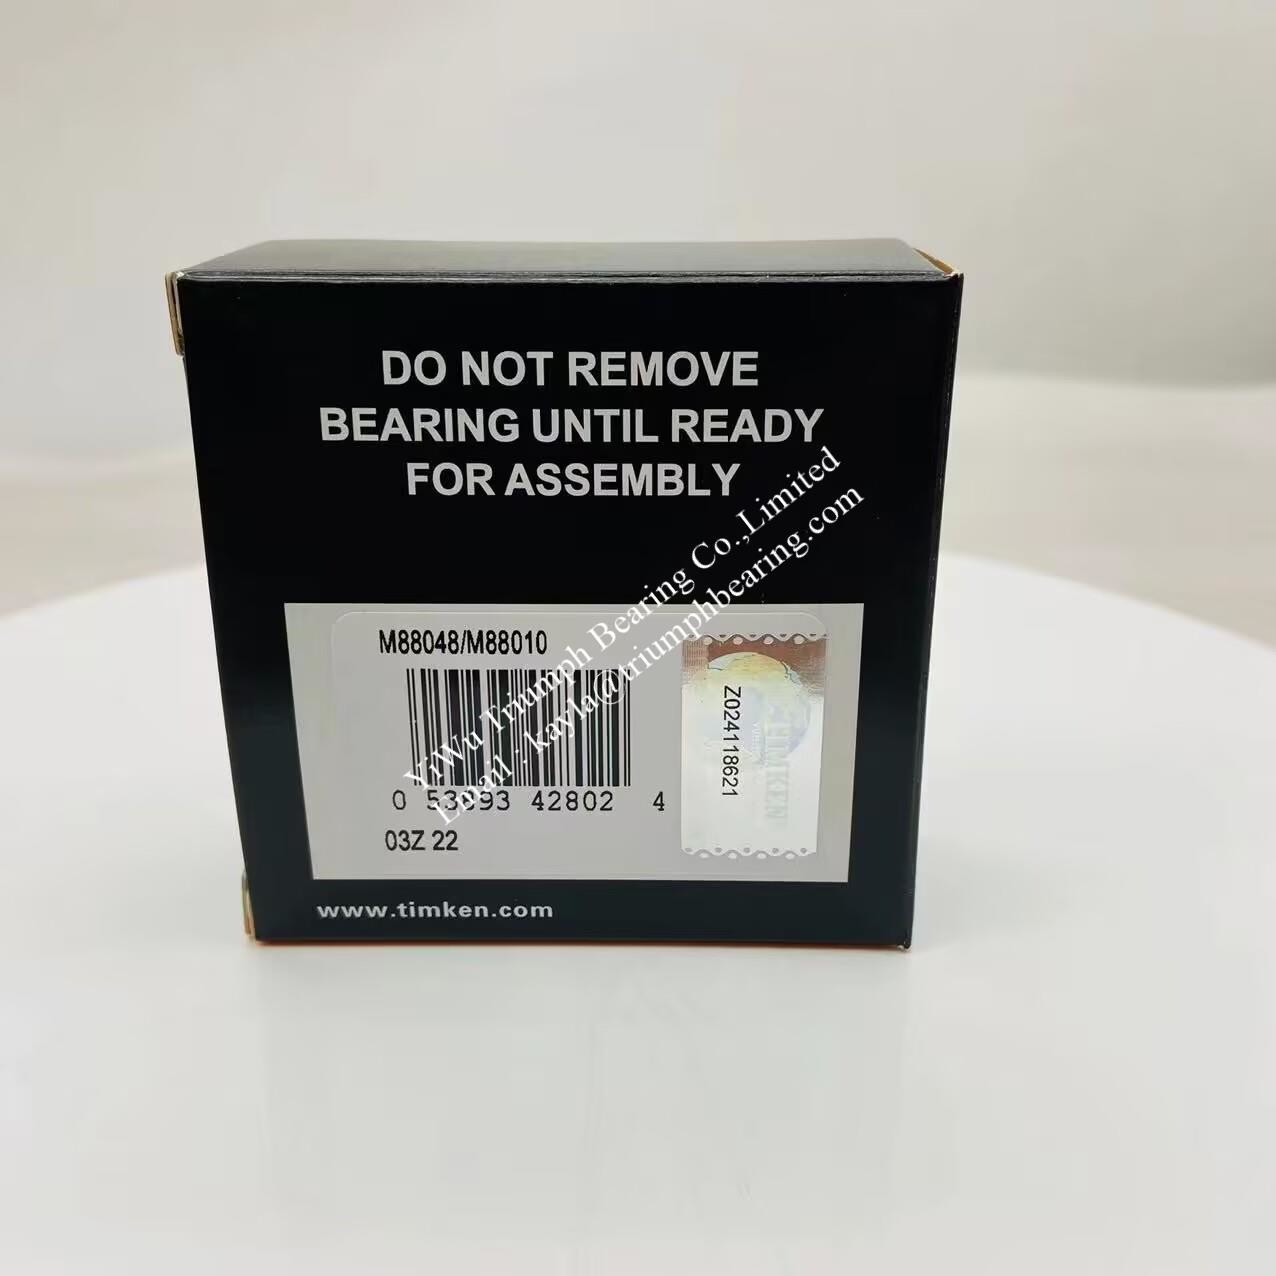 DO NOT REMOVE
BEARING UNTIL READY
FOR ASSEMBLY
YiWu Triumph Bearing Co.,Limited
Email : kayla@triumphbearing.com
M88048/M88010
0 53893 42802 4
03Z 22
Z024118621
TIMKEN
www.timken.com